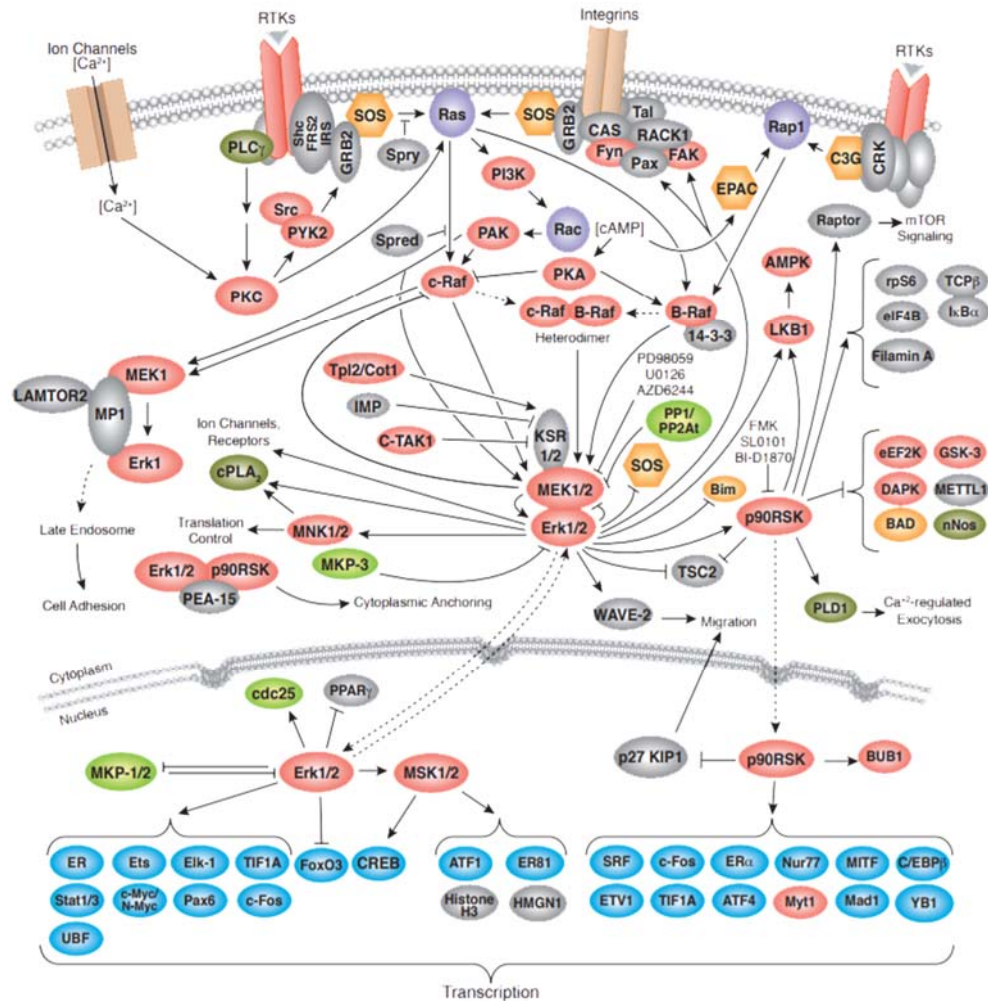 Ion Channels
[Ca²⁺]
RTKs
Integrins
RTKs
SOS
Ras
SOS
GRB2
Tal
CAS
RACK1
Rap1
Shc
FRS2
IRS
GRB2
PLCγ
Spry
Fyn
Pax
FAK
C3G
CRK
PI3K
EPAC
[Ca²⁺]
Src
PYK2
Spred
PAK
Rac
[cAMP]
Raptor
mTOR
Signaling
PKC
c-Raf
PKA
AMPK
rpS6
TCPβ
c-Raf
B-Raf
B-Raf
14-3-3
LKB1
eIF4B
IκBα
Heterodimer
Filamin A
MEK1
LAMTOR2
MP1
Tpl2/Cot1
PD98059
U0126
AZD6244
IMP
KSR
1/2
PP1/
PP2At
Ion Channels,
Receptors
C-TAK1
FMK
SL0101
BI-D1870
Erk1
cPLA₂
SOS
eEF2K
GSK-3
MEK1/2
Bim
DAPK
METTL1
Late Endosome
Translation
Control
MNK1/2
Erk1/2
p90RSK
BAD
nNos
Erk1/2
p90RSK
MKP-3
TSC2
PEA-15
Cell Adhesion
Cytoplasmic Anchoring
WAVE-2
Migration
PLD1
Ca⁺²-regulated
Exocytosis
Cytoplasm
Nucleus
cdc25
PPARγ
MKP-1/2
Erk1/2
MSK1/2
p27 KIP1
p90RSK
BUB1
ER
Ets
Elk-1
TIF1A
FoxO3
CREB
ATF1
ER81
SRF
c-Fos
ERα
Nur77
MITF
C/EBPβ
Stat1/3
c-Myc/
N-Myc
Pax6
c-Fos
Histone
H3
HMGN1
ETV1
TIF1A
ATF4
Myt1
Mad1
YB1
UBF
Transcription